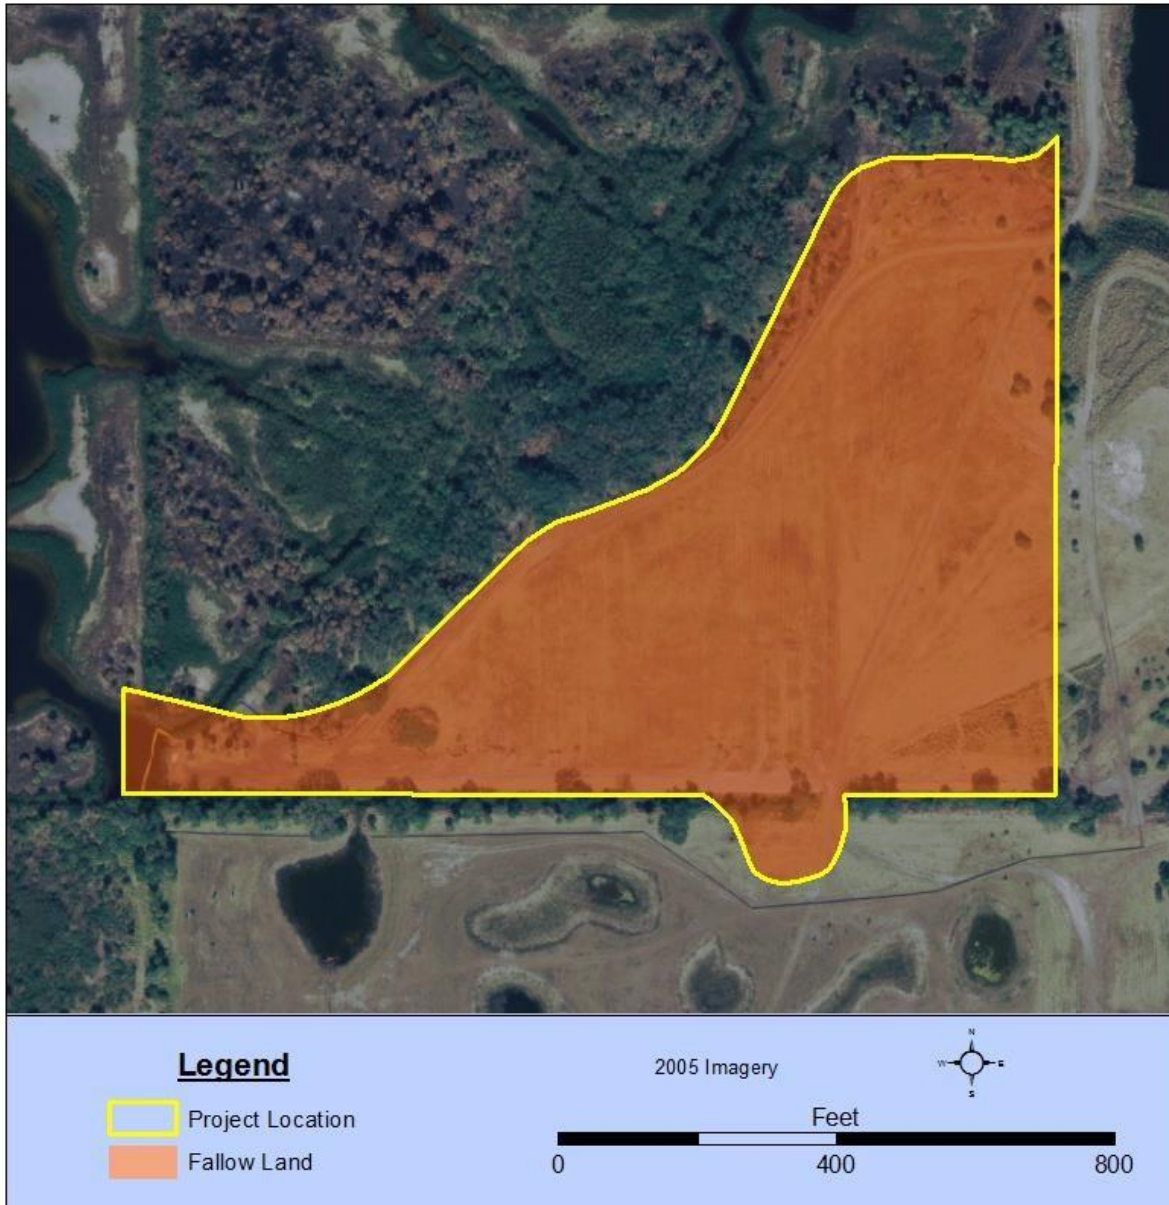 Legend
Project Location
Fallow Land
2005 Imagery
N
W E
S
Feet
0 400 800